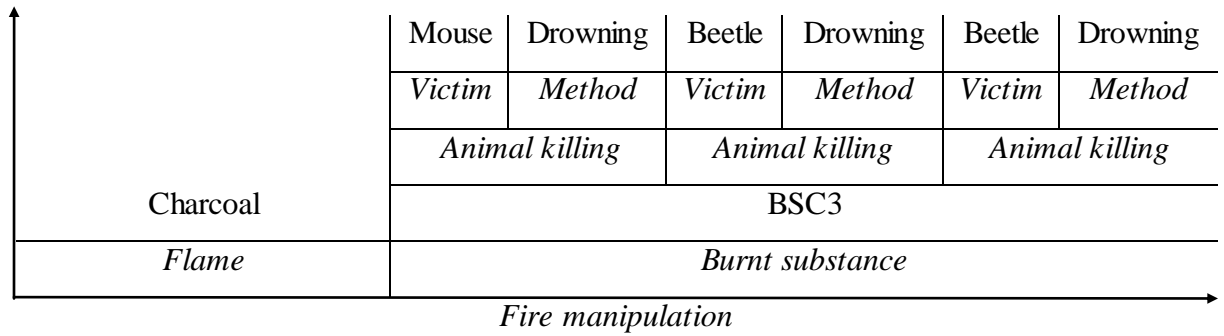 Mouse Drowning Beetle Drowning Beetle Drowning
Victim Method Victim Method Victim Method
Animal killing Animal killing Animal killing
Charcoal BSC3
Flame Burnt substance
Fire manipulation